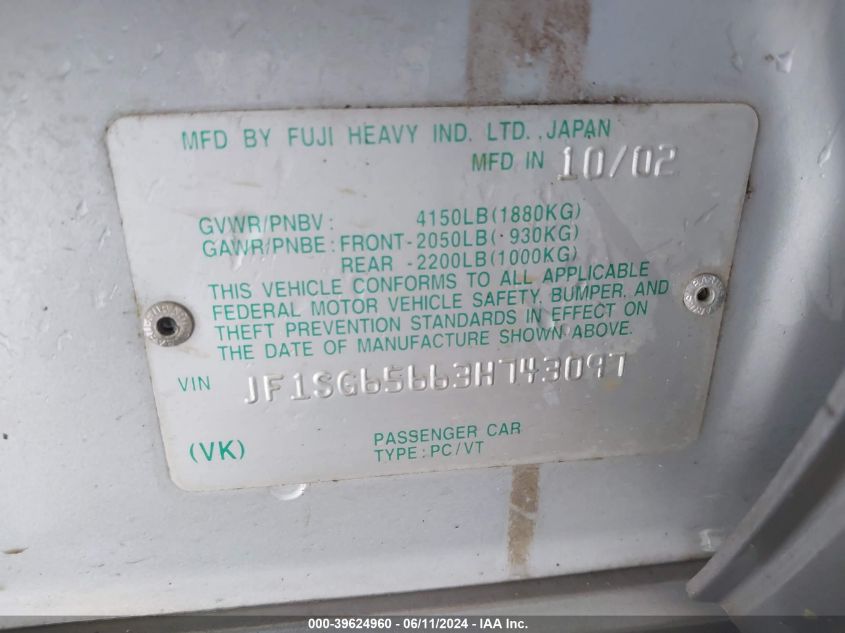 MFD BY FUJI HEAVY IND. LTD., JAPAN
MFD IN 10/02
GVWR/PNBV: 4150LB(1880KG)
GAWR/PNBE: FRONT-2050LB( 930KG)
REAR -2200LB(1000KG)
THIS VEHICLE CONFORMS TO ALL APPLICABLE
FEDERAL MOTOR VEHICLE SAFETY, BUMPER, AND
THEFT PREVENTION STANDARDS IN EFFECT ON
THE DATE OF MANUFACTURE SHOWN ABOVE.
VIN JF1SG65663H743097
(VK) PASSENGER CAR
TYPE: PC/VT
000-39624960 - 06/11/2024 - IAA, Inc.